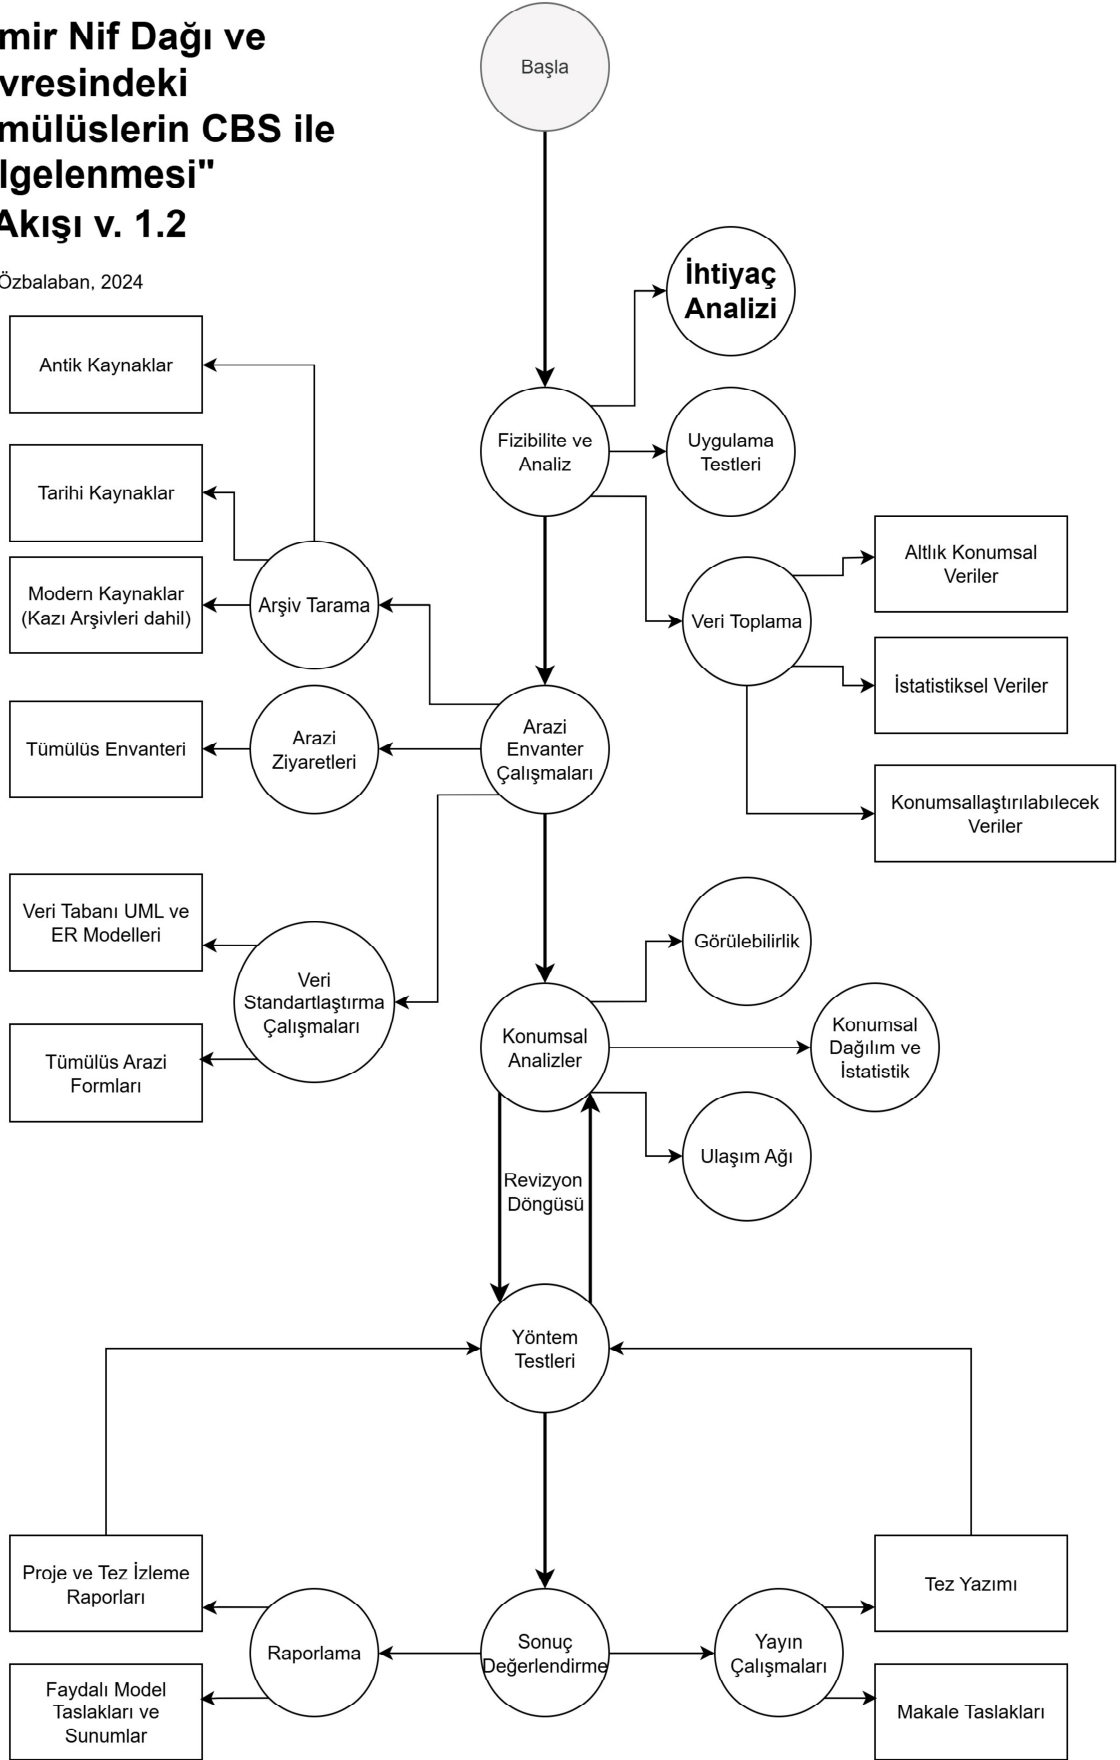 mir Nif Dağı ve
vresindeki
mülüslerin CBS ile
lgelenmesi"
Akışı v. 1.2
Özbalaban, 2024
Başla
İhtiyaç
Analizi
Fizibilite ve
Analiz
Uygulama
Testleri
Veri Toplama
Altlık Konumsal
Veriler
İstatistiksel Veriler
Konumsallaştırılabilecek
Veriler
Antik Kaynaklar
Tarihi Kaynaklar
Modern Kaynaklar
(Kazı Arşivleri dahil)
Arşiv Tarama
Tümülüs Envanteri
Arazi
Ziyaretleri
Arazi
Envanter
Çalışmaları
Veri Tabanı UML ve
ER Modelleri
Veri
Standartlaştırma
Çalışmaları
Tümülüs Arazi
Formları
Konumsal
Analizler
Görülebilirlik
Konumsal
Dağılım ve
İstatistik
Ulaşım Ağı
Revizyon
Döngüsü
Yöntem
Testleri
Proje ve Tez İzleme
Raporları
Faydalı Model
Taslakları ve
Sunumlar
Raporlama
Sonuç
Değerlendirme
Yayın
Çalışmaları
Tez Yazımı
Makale Taslakları